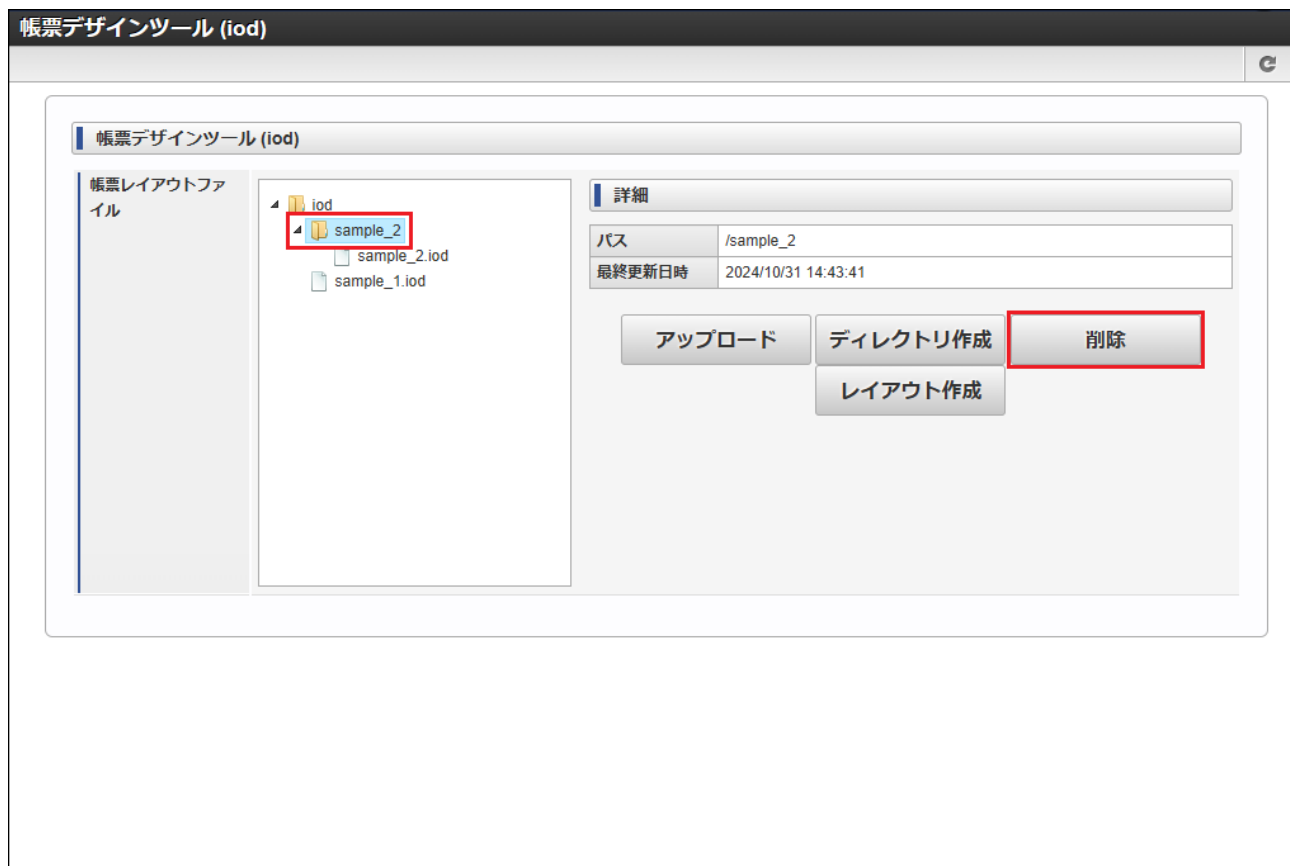 帳票デザインツール (iod)
帳票デザインツール (iod)
帳票レイアウトファ
イル
iod
sample_2
sample_2.iod
sample_1.iod
詳細
パス /sample_2
最終更新日時 2024/10/31 14:43:41
アップロード ディレクトリ作成 削除
レイアウト作成